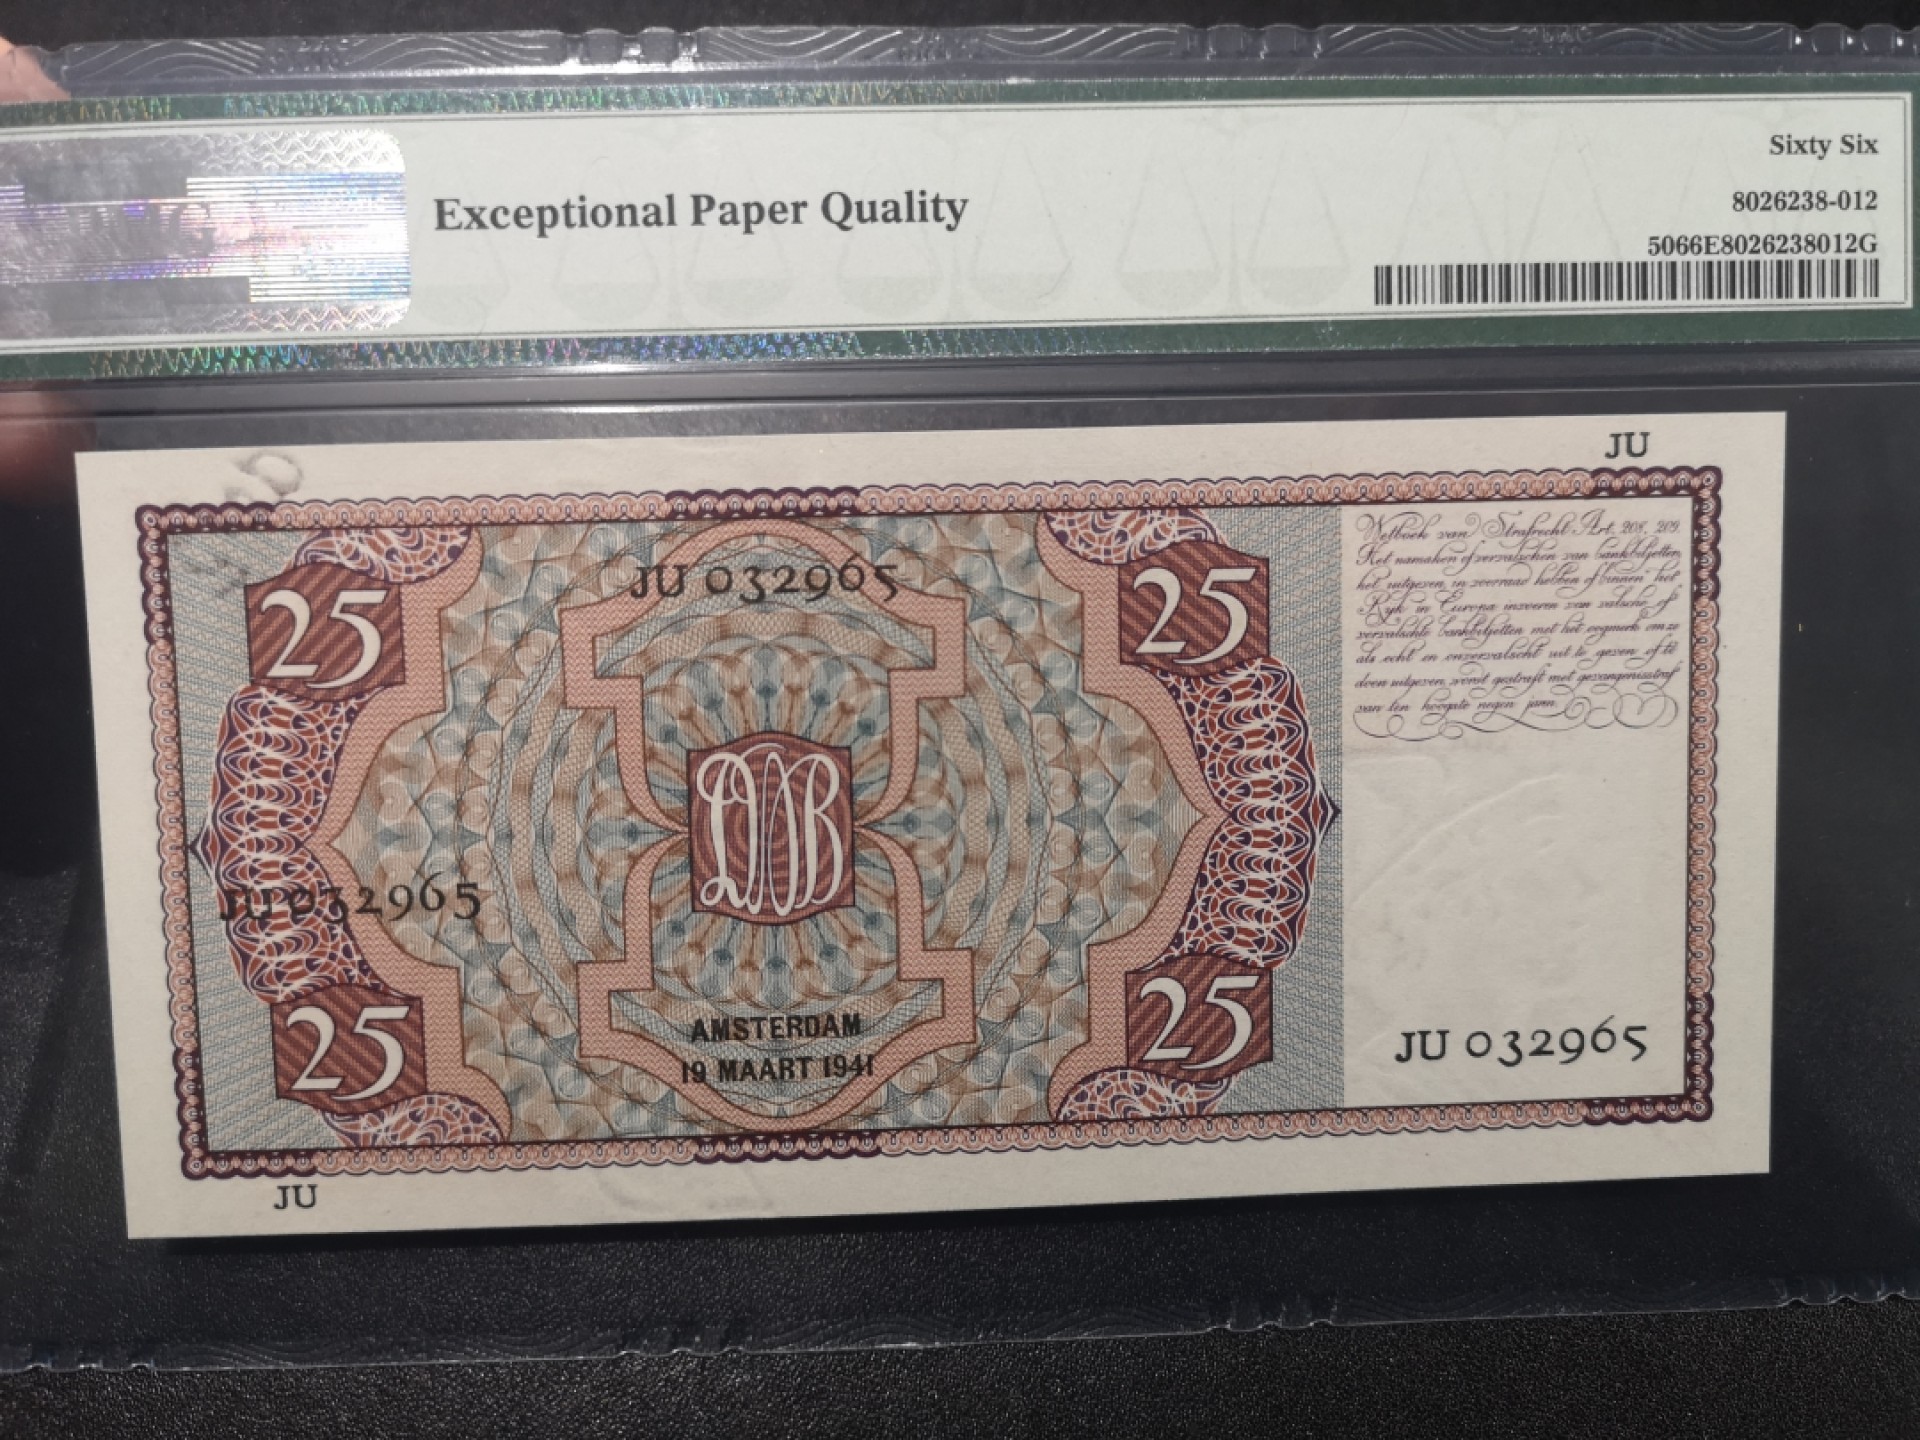 Sixty Six
Exceptional Paper Quality
8026238-012
5066E8026238012G
JU
JU 032965
25
25
Wetboek van Strafrecht Art. 208, 209
Het namaken of vervalschen van bankbiljetten,
het uitgeven, in voorraad hebben of binnen het
Rijk in Europa invoeren van valsche of
vervalschte bankbiljetten met het oogmerk om ze
als echt en onvervalscht uit te geven of te
doen uitgeven, wordt gestraft met gevangenisstraf
van ten hoogste negen jaren
DNB
JU 032965
25
25
AMSTERDAM
19 MAART 1941
JU 032965
JU